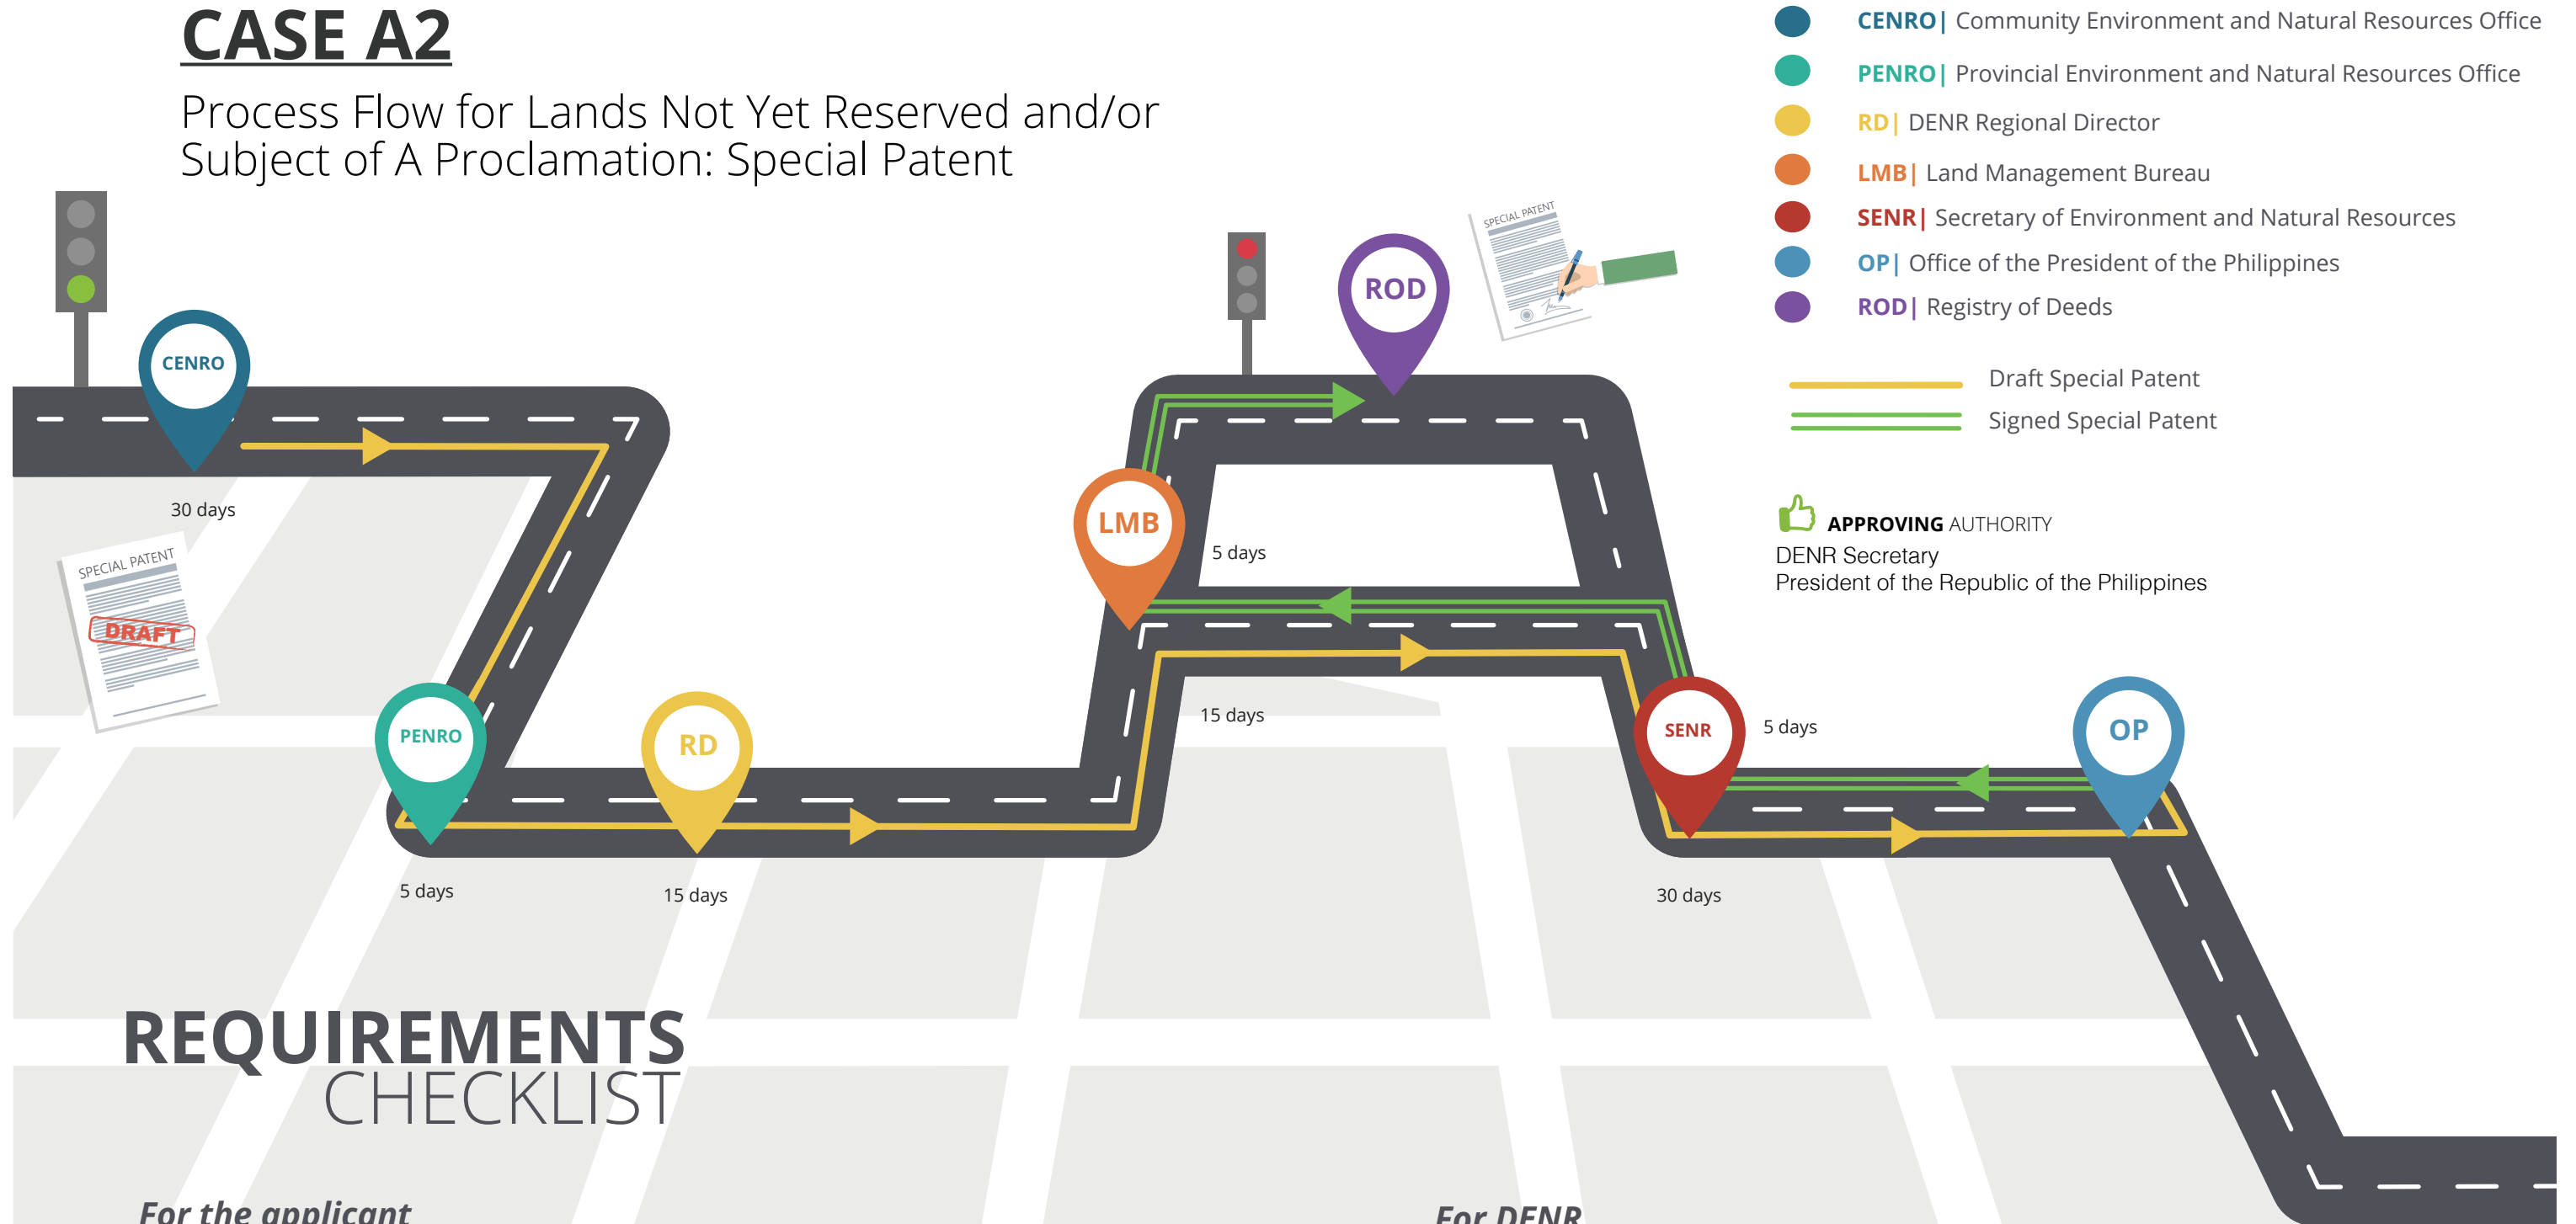 CASE A2
Process Flow for Lands Not Yet Reserved and/or
Subject of A Proclamation: Special Patent
CENRO| Community Environment and Natural Resources Office
PENRO| Provincial Environment and Natural Resources Office
RD| DENR Regional Director
LMB| Land Management Bureau
SENR| Secretary of Environment and Natural Resources
OP| Office of the President of the Philippines
ROD| Registry of Deeds
Draft Special Patent
Signed Special Patent
APPROVING AUTHORITY
DENR Secretary
President of the Republic of the Philippines
SPECIAL PATENT
ROD
CENRO
30 days
LMB
5 days
SPECIAL PATENT
DRAFT
PENRO
RD
15 days
SENR
5 days
OP
5 days
15 days
30 days
REQUIREMENTS
CHECKLIST
For the applicant
For DENR